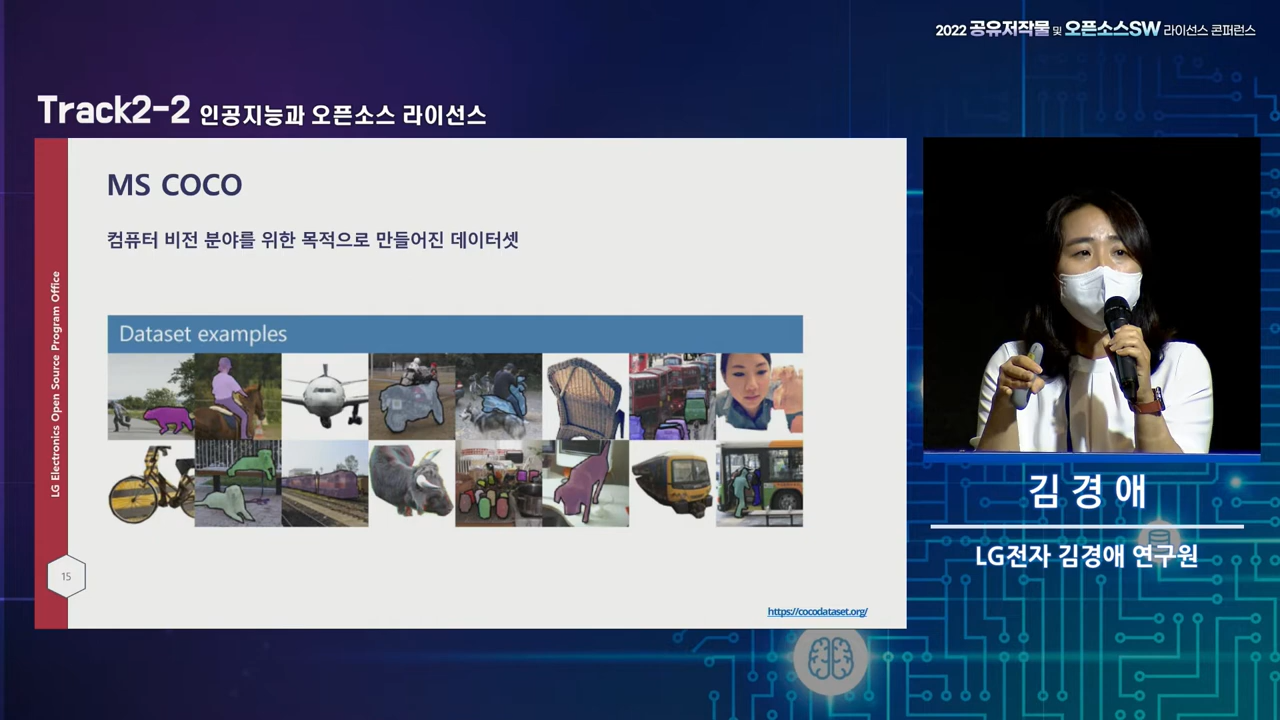 2022 공유저작물 및 오픈소스SW 라이선스 콘퍼런스
Track2-2 인공지능과 오픈소스 라이선스
MS COCO
컴퓨터 비전 분야를 위한 목적으로 만들어진 데이터셋
Dataset examples
LG Electronics Open Source Program Office
15
https://cocodataset.org/
김경애
LG전자 김경애 연구원